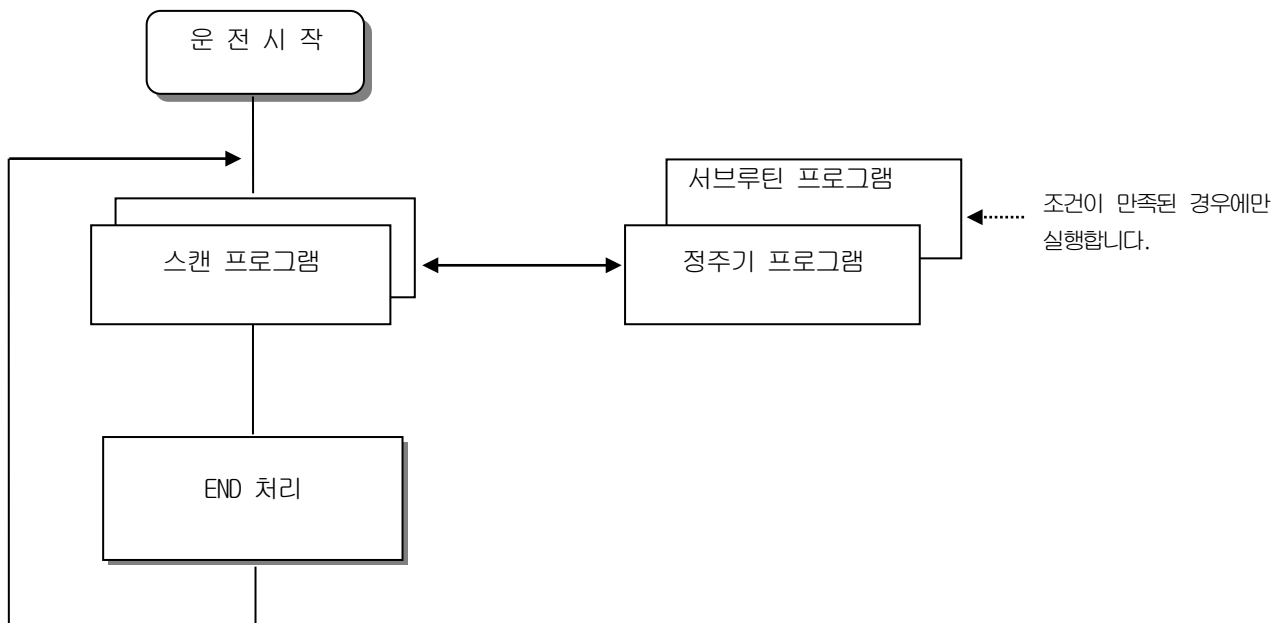 운 전 시 작
서브루틴 프로그램
조건이 만족된 경우에만
실행합니다.
스캔 프로그램
정주기 프로그램
END 처리